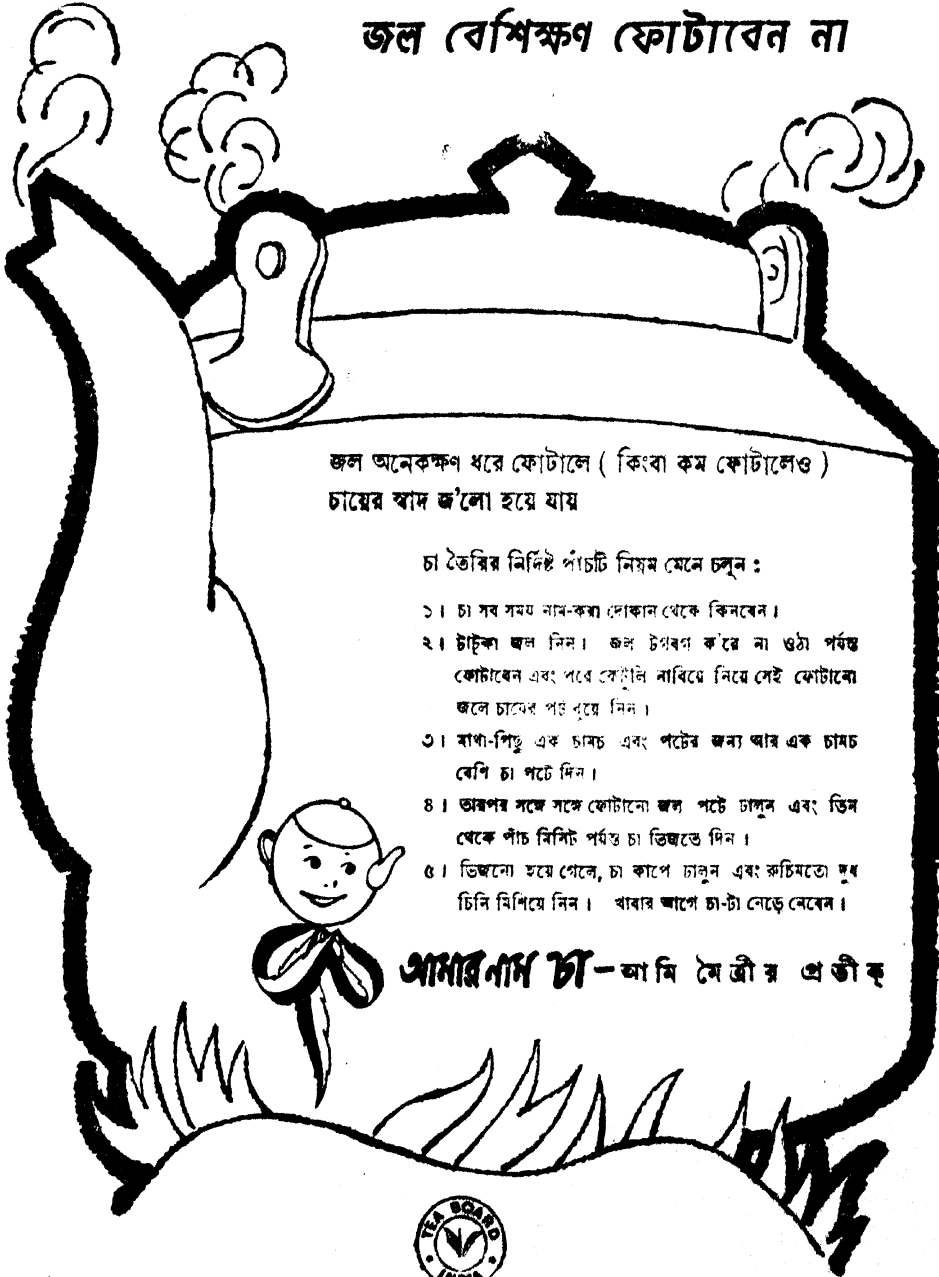 জল বেশিক্ষণ ফোটাবেন না
জল অনেকক্ষণ ধরে ফোটালে ( কিংবা কম ফোটালেও )
চায়ের স্বাদ জ'লো হয়ে যায়
চা তৈরির নির্দিষ্ট পাঁচটি নিয়ম মেনে চলুন :
১। চা সব সময় নাম-করা দোকান থেকে কিনবেন।
২। টাট্‌কা জল নিন। জল টগবগ ক'রে না ওঠা পর্যন্ত
ফোটাবেন এবং পরে কেটলি নাবিয়ে নিয়ে সেই ফোটানো
জলে চায়ের পট ধুয়ে নিন।
৩। মাথা-পিছু এক চামচ এবং পটের জন্য আর এক চামচ
বেশি চা পটে দিন।
৪। তারপর সঙ্গে সঙ্গে ফোটানো জল পটে ঢালুন এবং তিন
থেকে পাঁচ মিনিট পর্যন্ত চা ভিজতে দিন।
৫। ভিজানো হয়ে গেলে, চা কাপে ঢালুন এবং রুচিমতো দুধ
চিনি মিশিয়ে নিন। খাবার আগে চা-টা নেড়ে নেবেন।
আমার নাম চা – আমি মৈত্রীর প্রতীক্
TEA BOARD
INDIA